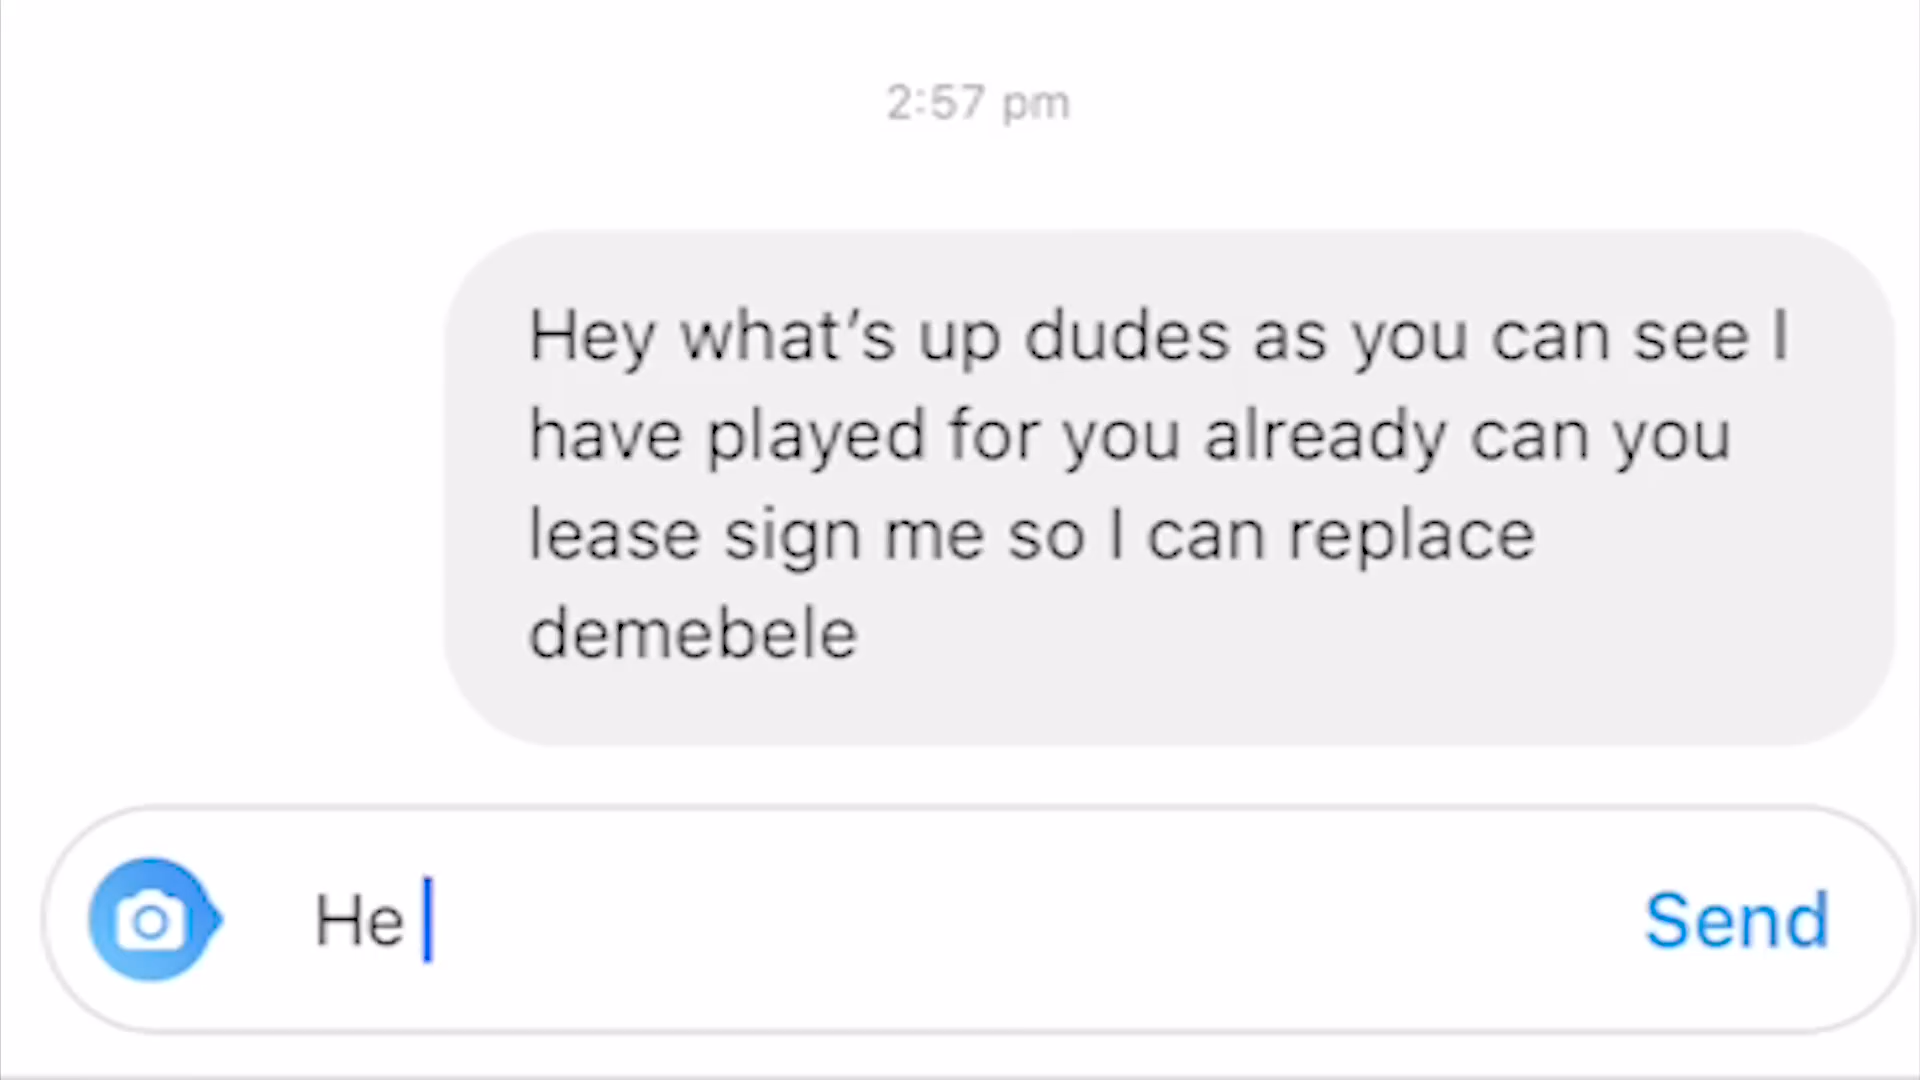 2:57 pm
Hey what's up dudes as you can see I
have played for you already can you
lease sign me so I can replace
demebele
He
Send